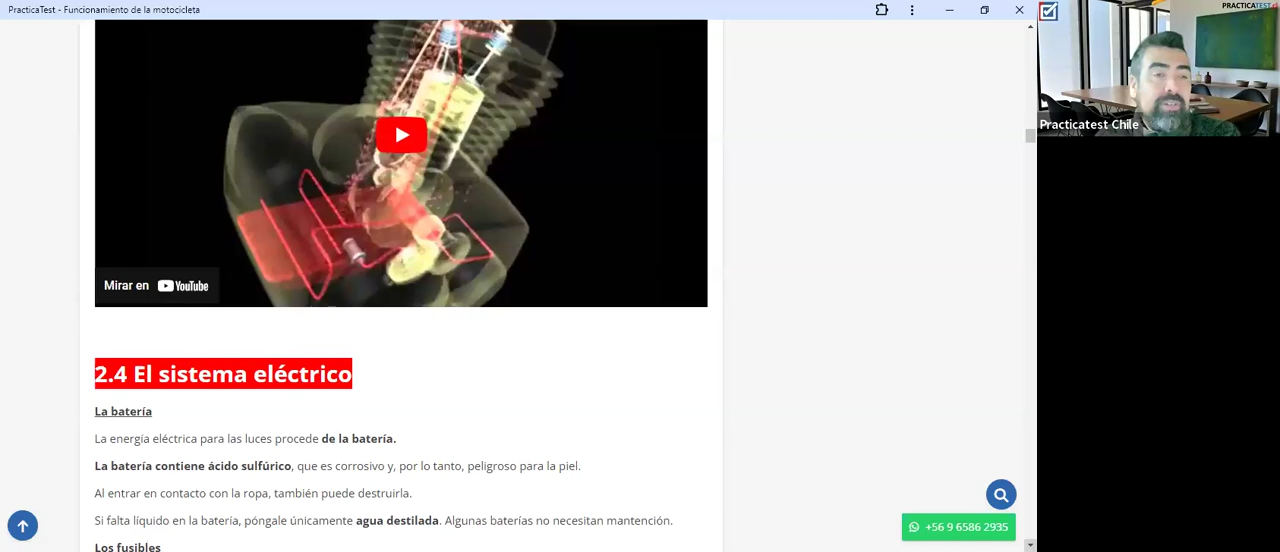 PracticaTest - Funcionamiento de la motocicleta
PRACTICATEST.cl
Practicatest Chile
Mirar en YouTube
2.4 El sistema eléctrico
La batería
La energía eléctrica para las luces procede de la batería.
La batería contiene ácido sulfúrico, que es corrosivo y, por lo tanto, peligroso para la piel.
Al entrar en contacto con la ropa, también puede destruirla.
Si falta líquido en la batería, póngale únicamente agua destilada. Algunas baterías no necesitan mantención.
Los fusibles
+56 9 6586 2935